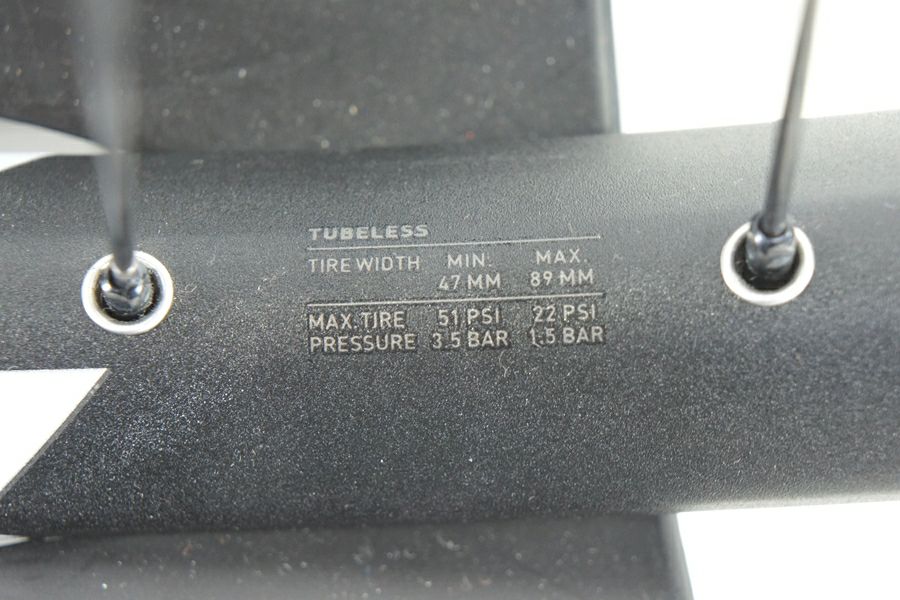 TUBELESS
TIRE WIDTH MIN. MAX.
47 MM 89 MM
MAX. TIRE 51 PSI 22 PSI
PRESSURE 3.5 BAR 1.5 BAR